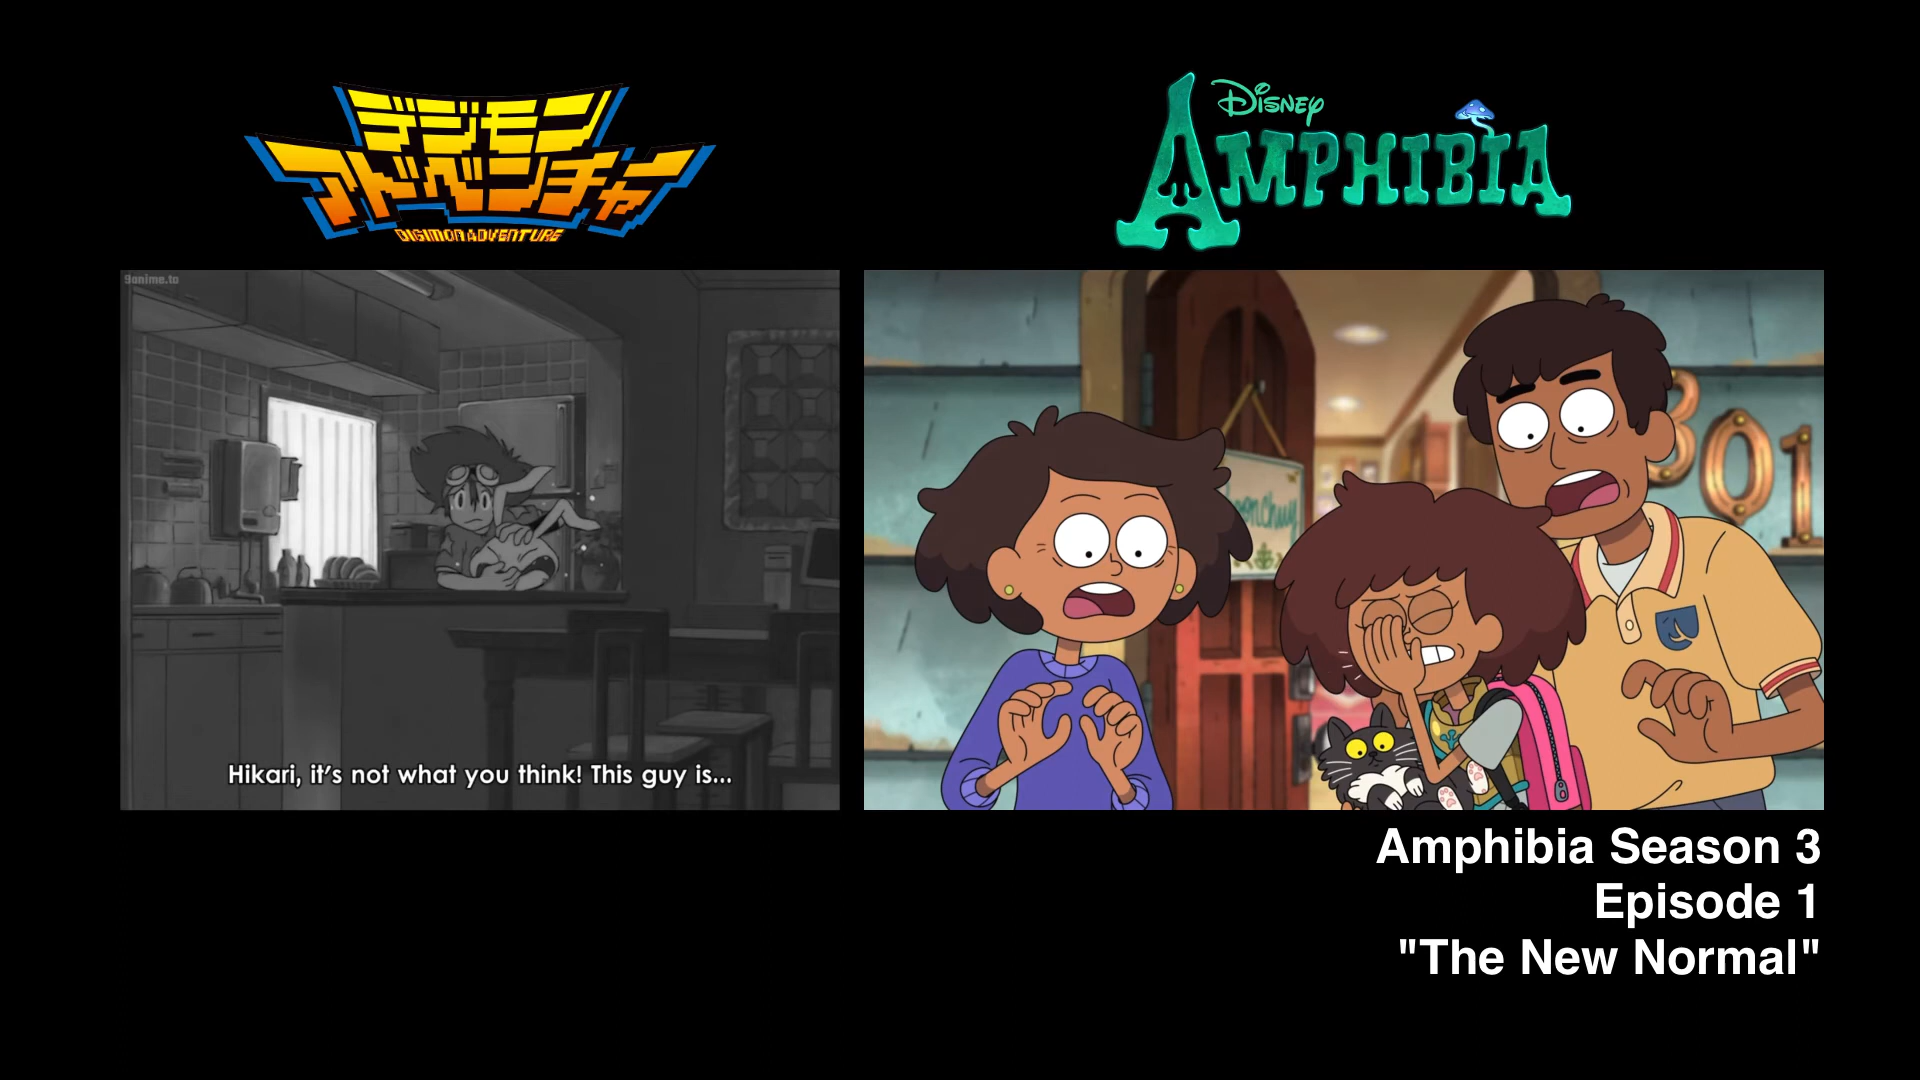 デジモン
アドベンチャー
DIGIMON ADVENTURE
DISNEY
AMPHIBIA
9anime.to
301
Hikari, it's not what you think! This guy is...
Amphibia Season 3
Episode 1
"The New Normal"